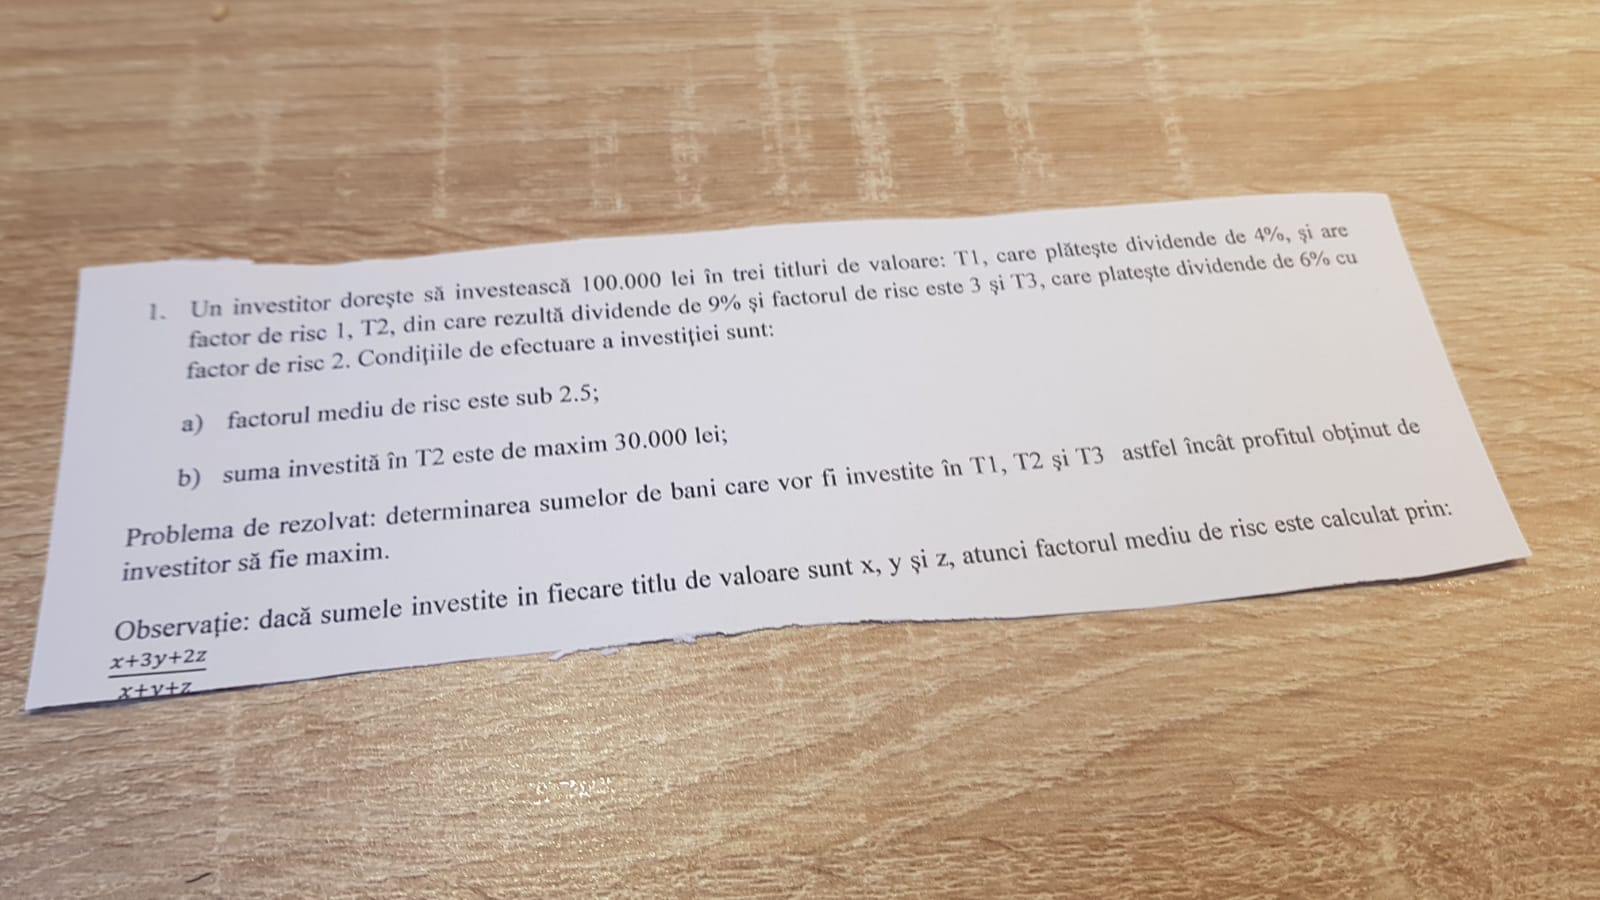 1. Un investitor dorește să investească 100.000 lei în trei titluri de valoare: T1, care plătește dividende de 4%, și are
factor de risc 1, T2, din care rezultă dividende de 9% și factorul de risc este 3 și T3, care platește dividende de 6% cu
factor de risc 2. Condițiile de efectuare a investiției sunt:
a) factorul mediu de risc este sub 2.5;
b) suma investită în T2 este de maxim 30.000 lei;
Problema de rezolvat: determinarea sumelor de bani care vor fi investite în T1, T2 și T3 astfel încât profitul obținut de
investitor să fie maxim.
Observație: dacă sumele investite in fiecare titlu de valoare sunt x, y și z, atunci factorul mediu de risc este calculat prin:
x+3y+2z
x+y+z